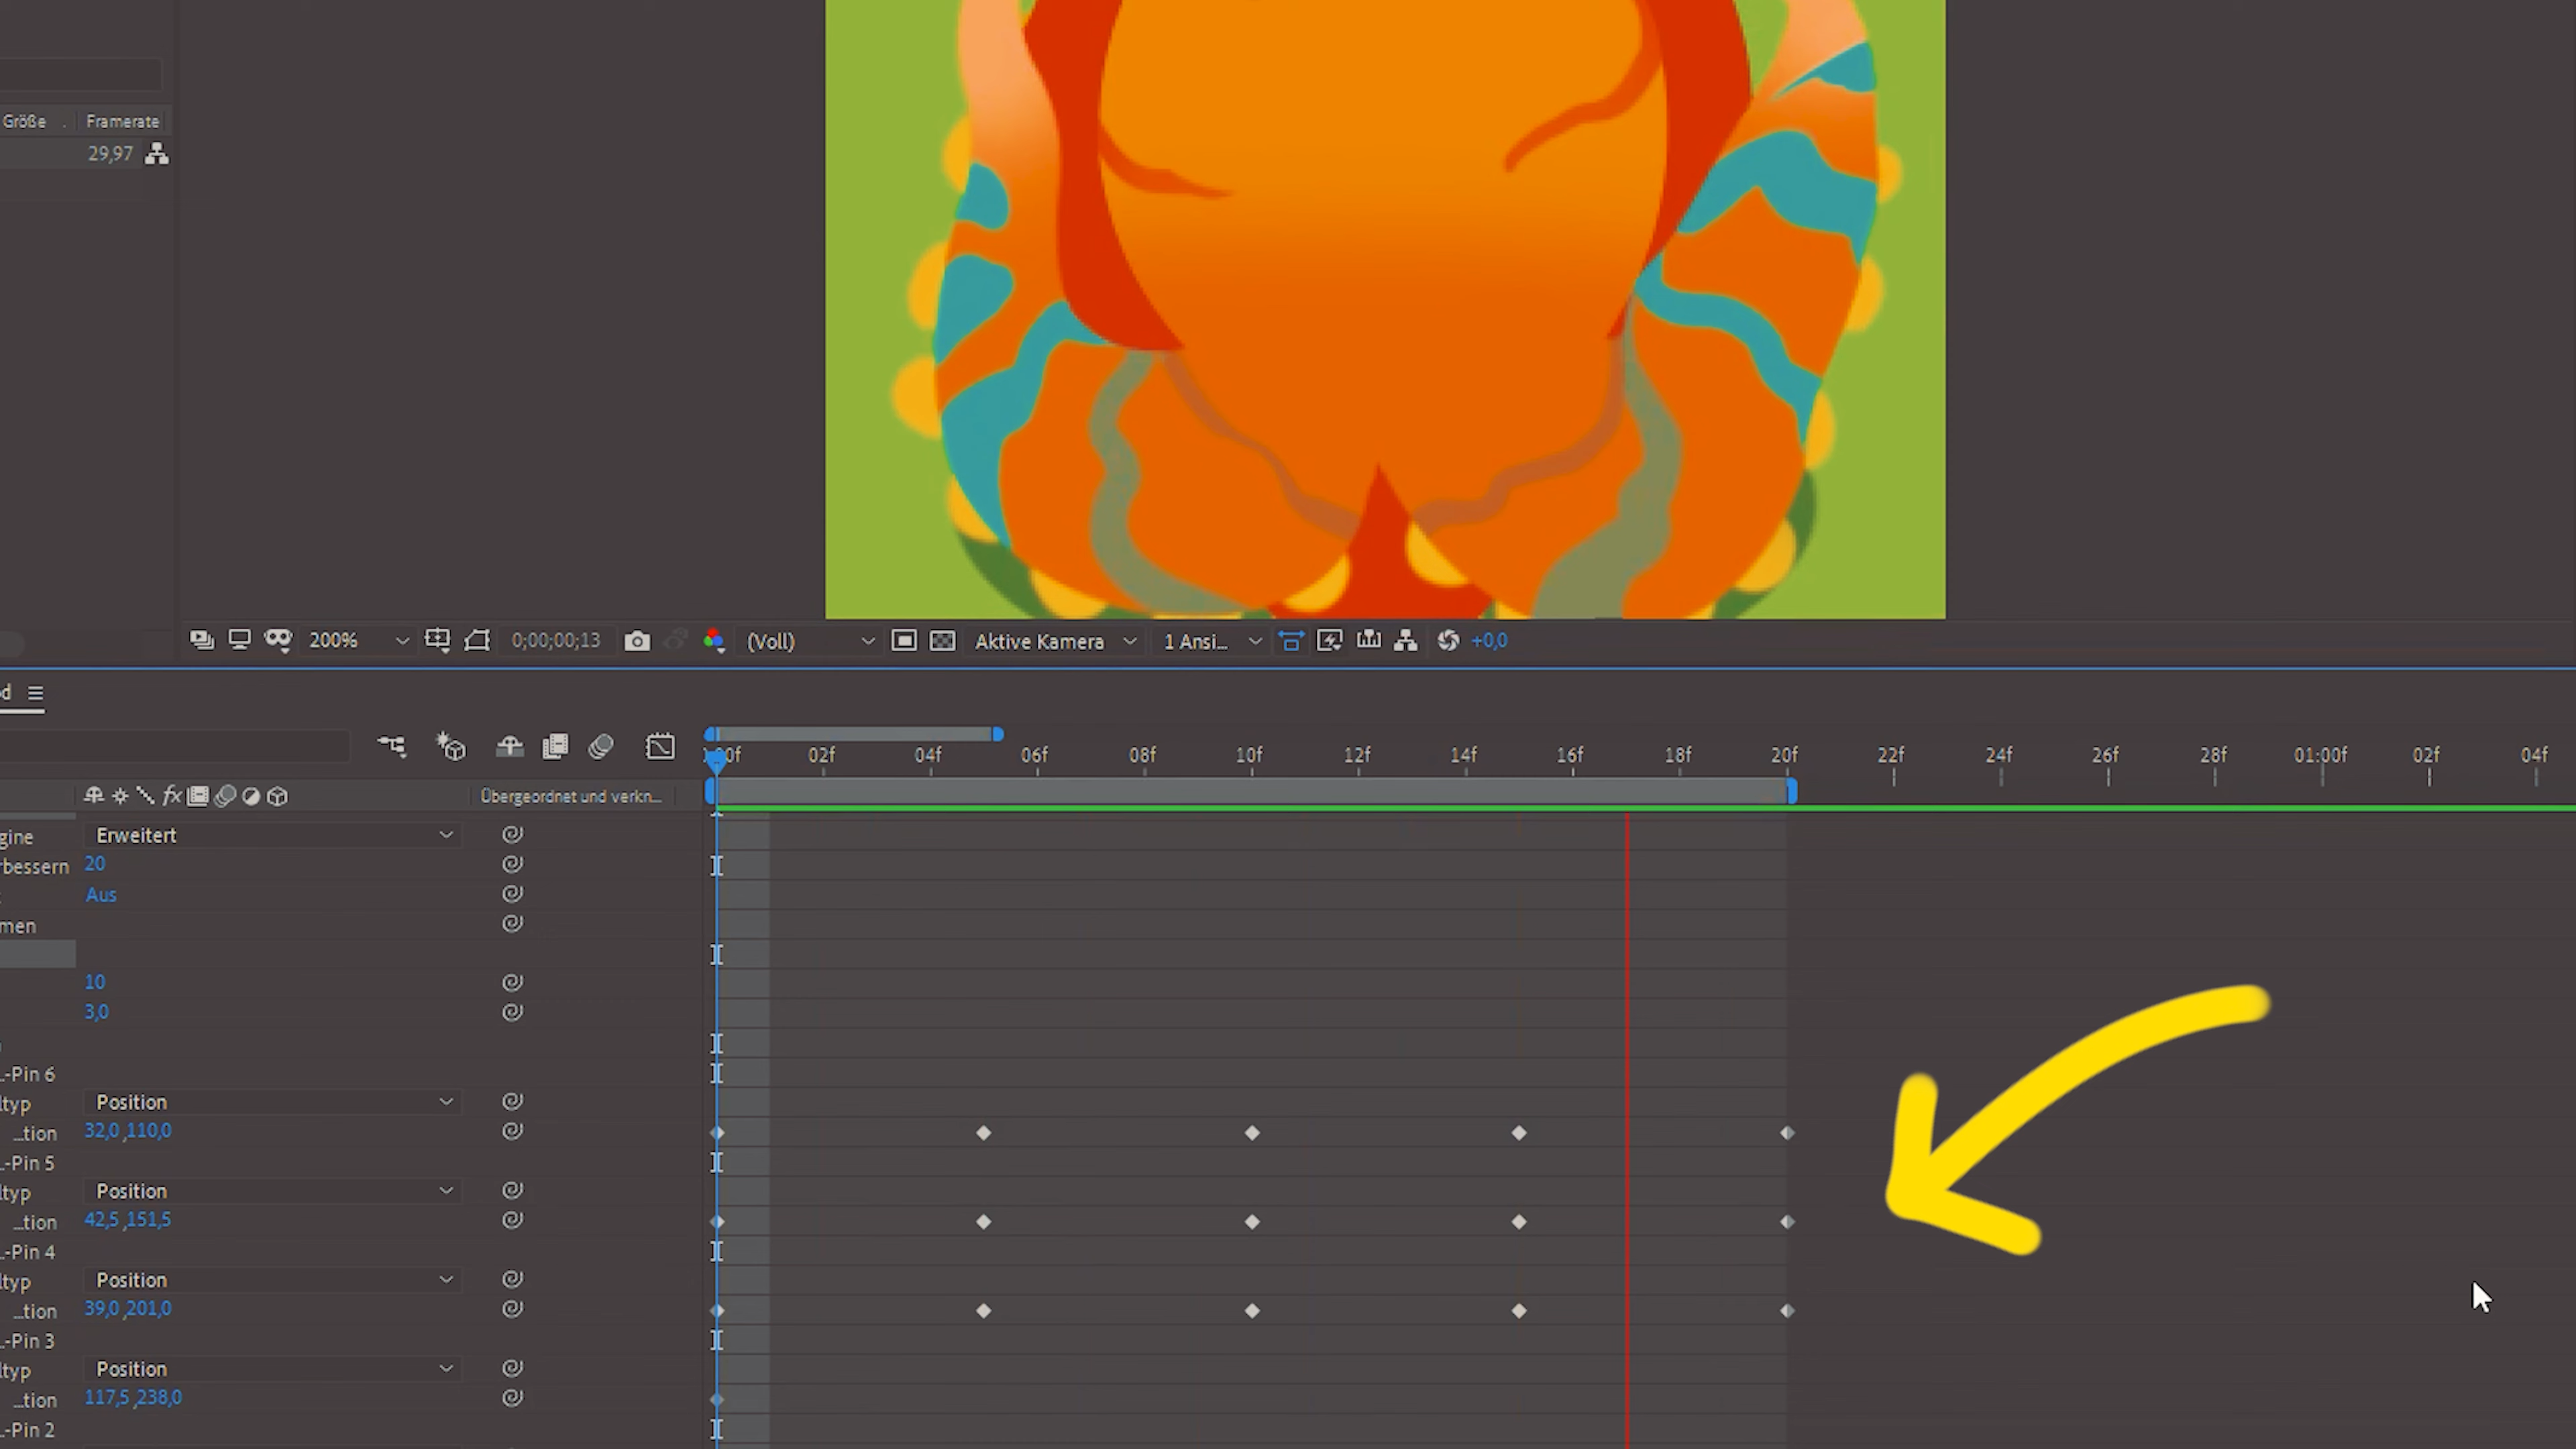 Größe . Framerate
29,97
200% 0;00;00;13 (Voll) Aktive Kamera 1 Ansi... +0,0
02f 04f 06f 08f 10f 12f 14f 16f 18f 20f 22f 24f 26f 28f 01:00f 02f 04f
fx Übergeordnet und verkn...
gine Erweitert
rbessern 20
Aus
men
10
3,0
.-Pin 6
ltyp Position
...tion 32,0 ,110,0
.-Pin 5
ltyp Position
...tion 42,5 ,151,5
.-Pin 4
ltyp Position
...tion 39,0 ,201,0
.-Pin 3
ltyp Position
...tion 117,5 ,238,0
.-Pin 2